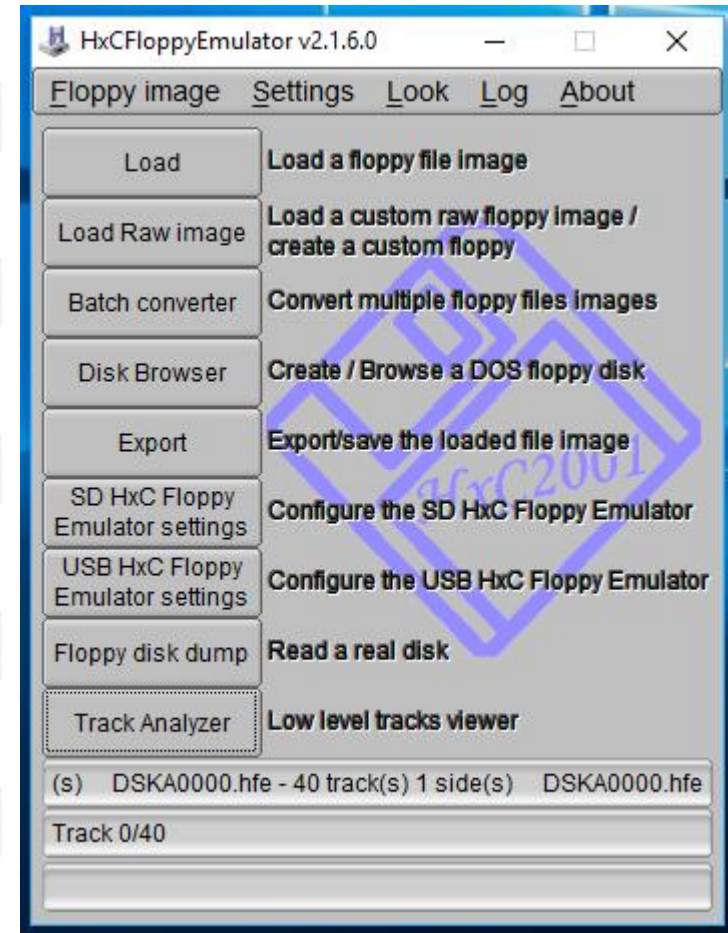 HxCFloppyEmulator v2.1.6.0
Floppy image Settings Look Log About
Load Load a floppy file image
Load Raw image Load a custom raw floppy image /
create a custom floppy
Batch converter Convert multiple floppy files images
Disk Browser Create / Browse a DOS floppy disk
Export Export/save the loaded file image
HxC2001
SD HxC Floppy
Emulator settings Configure the SD HxC Floppy Emulator
USB HxC Floppy
Emulator settings Configure the USB HxC Floppy Emulator
Floppy disk dump Read a real disk
Track Analyzer Low level tracks viewer
(s) DSKA0000.hfe - 40 track(s) 1 side(s) DSKA0000.hfe
Track 0/40